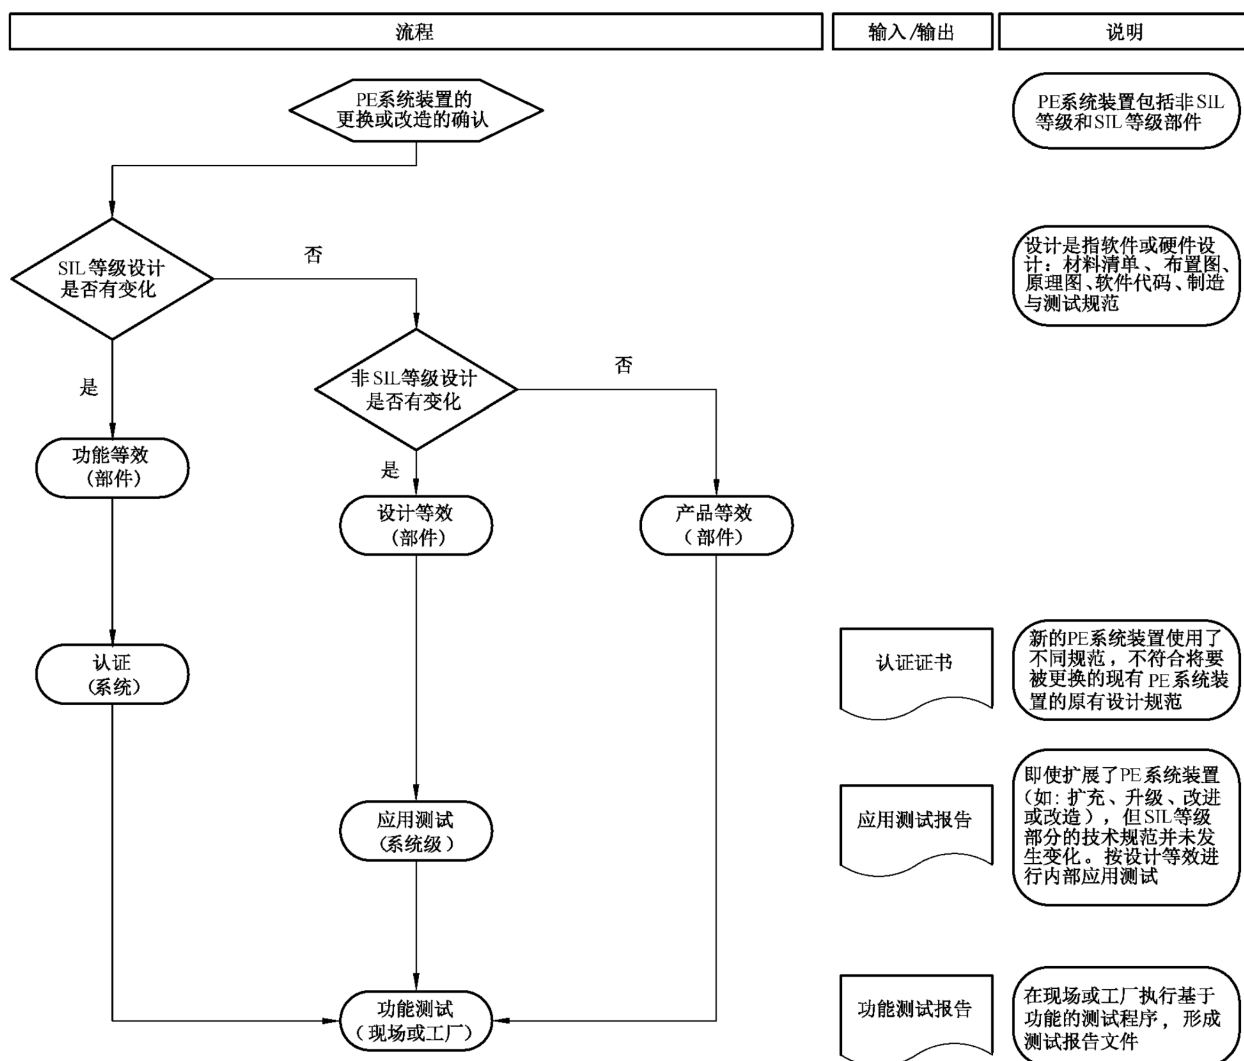 流程
输入/输出
说明
PE系统装置的
更换或改造的确认
PE系统装置包括非SIL
等级和SIL等级部件
SIL等级设计
是否有变化
否
设计是指软件或硬件设
计：材料清单、布置图、
原理图、软件代码、制造
与测试规范
是
非SIL等级设计
是否有变化
否
功能等效
(部件)
是
设计等效
(部件)
产品等效
(部件)
认证
(系统)
认证证书
新的PE系统装置使用了
不同规范，不符合将要
被更换的现有PE系统装
置的原有设计规范
应用测试
(系统级)
应用测试报告
即使扩展了PE系统装置
(如：扩充、升级、改进
或改造)，但SIL等级
部分的技术规范并未发
生变化。按设计等效进
行内部应用测试
功能测试
(现场或工厂)
功能测试报告
在现场或工厂执行基于
功能的测试程序，形成
测试报告文件